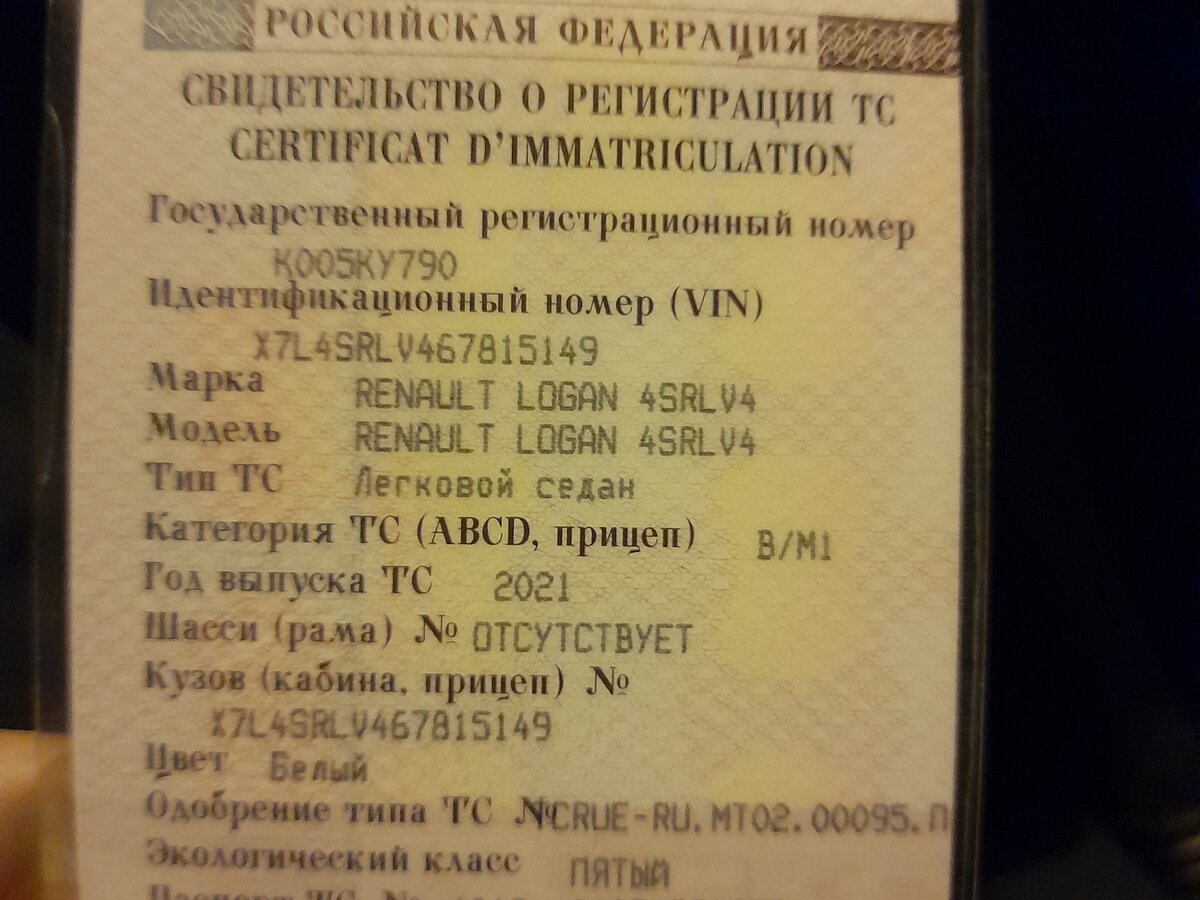 РОССИЙСКАЯ ФЕДЕРАЦИЯ
СВИДЕТЕЛЬСТВО О РЕГИСТРАЦИИ ТС
CERTIFICAT D'IMMATRICULATION
Государственный регистрационный номер
К005КУ790
Идентификационный номер (VIN)
X7L4SRLV467815149
Марка RENAULT LOGAN 4SRLV4
Модель RENAULT LOGAN 4SRLV4
Тип ТС Легковой седан
Категория ТС (ABCD, прицеп) B/M1
Год выпуска ТС 2021
Шасси (рама) № ОТСУТСТВУЕТ
Кузов (кабина, прицеп) №
X7L4SRLV467815149
Цвет Белый
Одобрение типа ТС №CRUE-RU.MT02.00095.П
Экологический класс ПЯТЫЙ
Паспорт ТС №